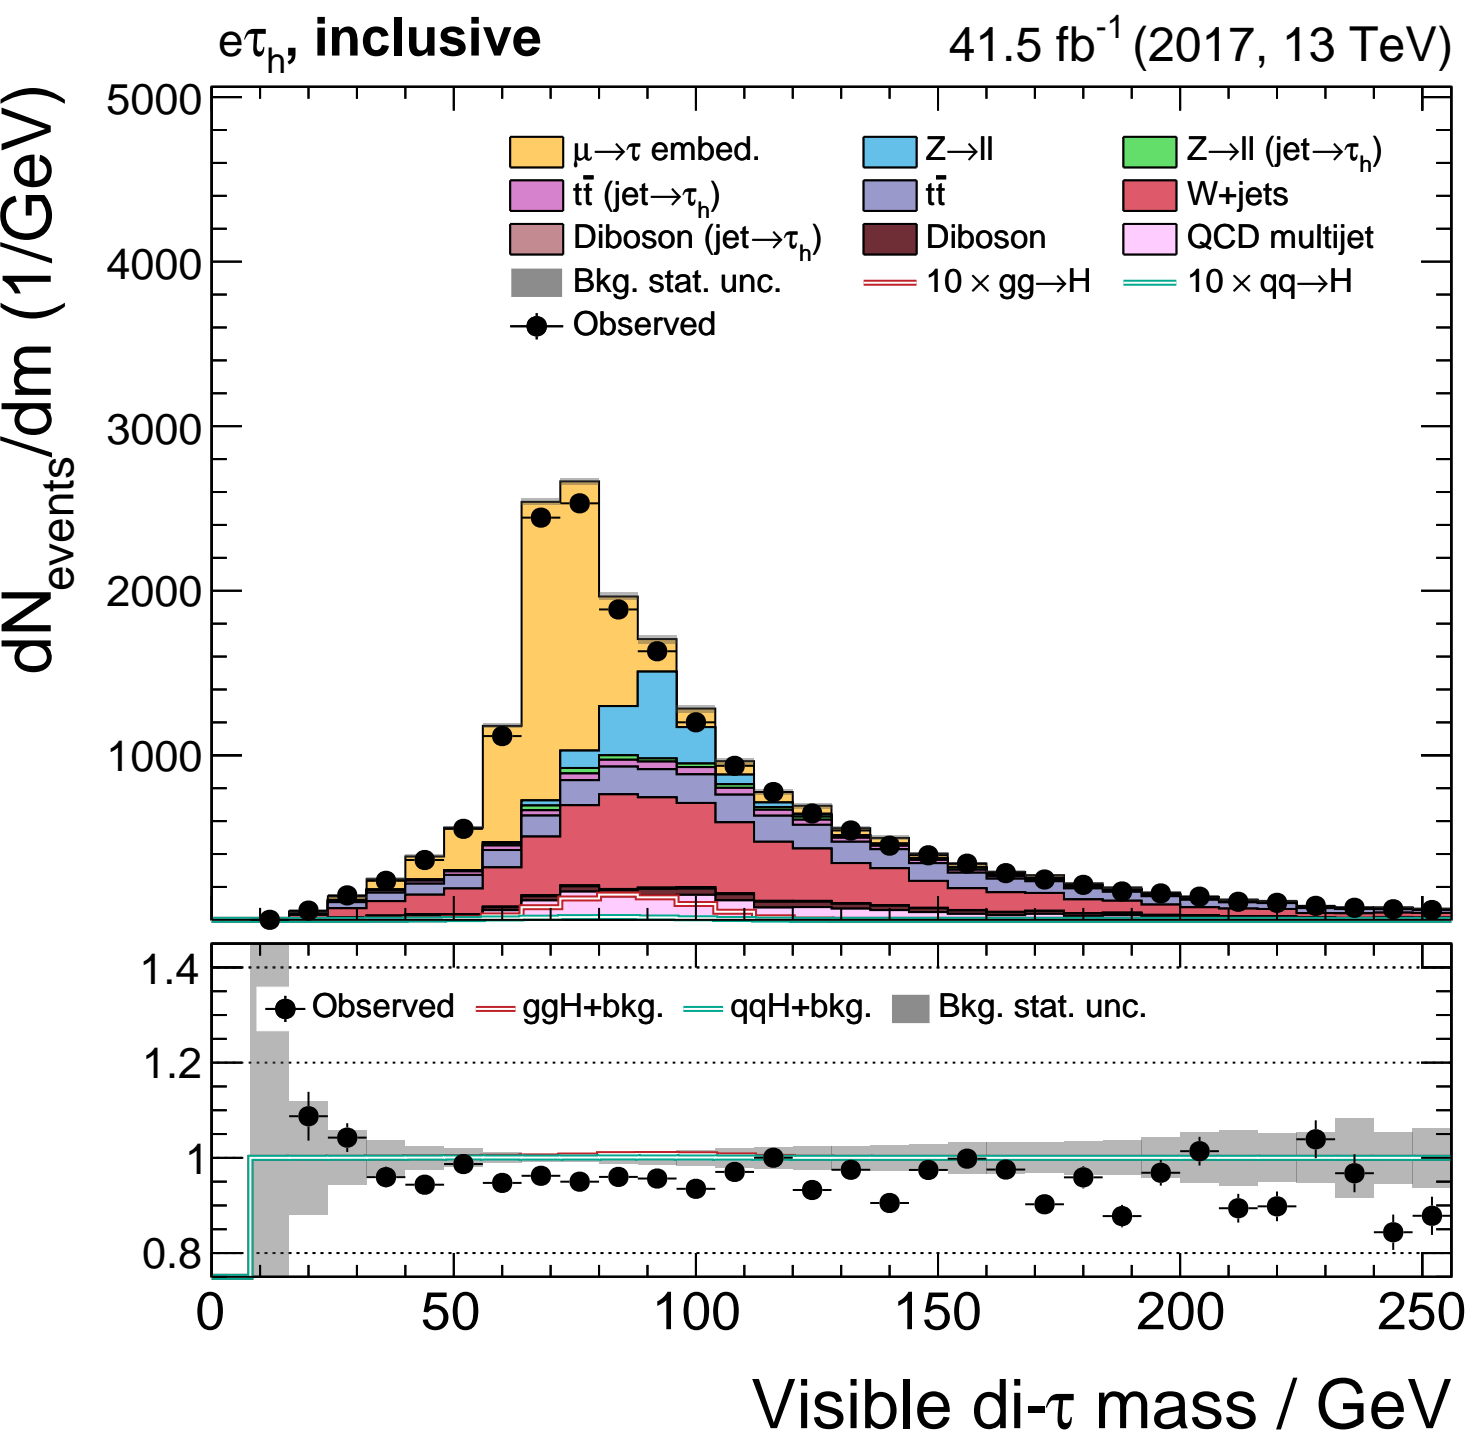 eτh, inclusive 41.5 fb-1 (2017, 13 TeV)
dNevents/dm (1/GeV)
5000
4000
3000
2000
1000
μ→τ embed. Z→ll Z→ll (jet→τh)
tt̄ (jet→τh) tt̄ W+jets
Diboson (jet→τh) Diboson QCD multijet
Bkg. stat. unc. 10 × gg→H 10 × qq→H
Observed
1.4
1.2
1
0.8
Observed ggH+bkg. qqH+bkg. Bkg. stat. unc.
0 50 100 150 200 250
Visible di-τ mass / GeV